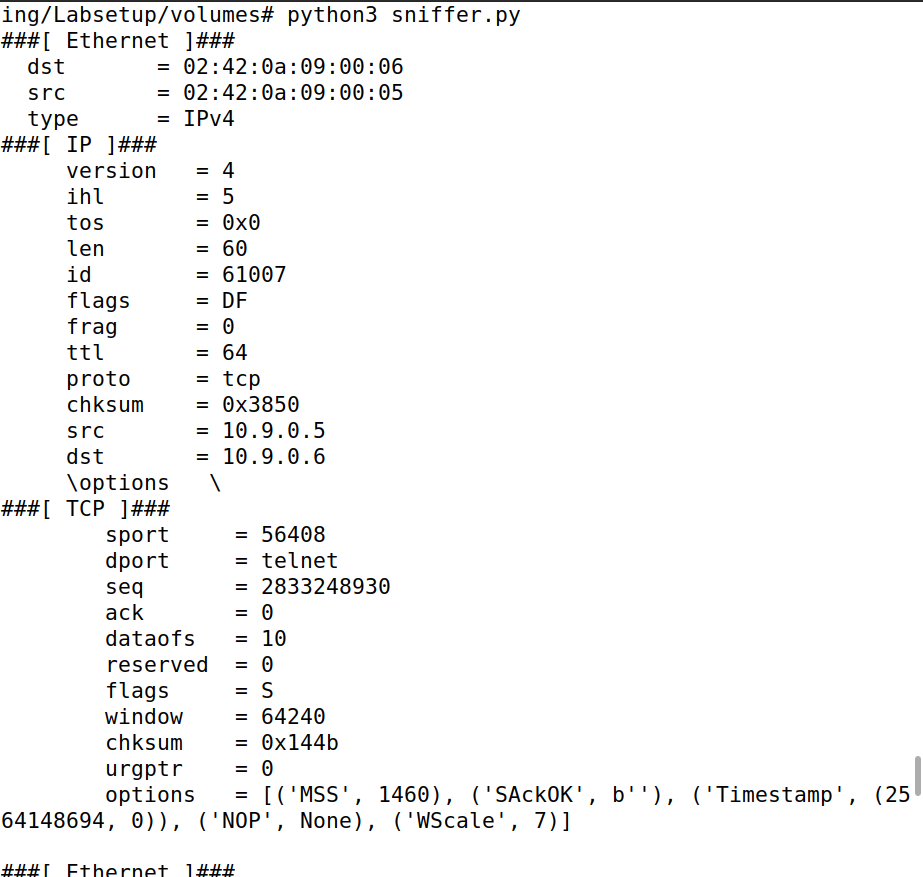 ing/Labsetup/volumes# python3 sniffer.py
###[ Ethernet ]###
  dst       = 02:42:0a:09:00:06
  src       = 02:42:0a:09:00:05
  type      = IPv4
###[ IP ]###
     version   = 4
     ihl       = 5
     tos       = 0x0
     len       = 60
     id        = 61007
     flags     = DF
     frag      = 0
     ttl       = 64
     proto     = tcp
     chksum    = 0x3850
     src       = 10.9.0.5
     dst       = 10.9.0.6
     \options   \
###[ TCP ]###
        sport     = 56408
        dport     = telnet
        seq       = 2833248930
        ack       = 0
        dataofs   = 10
        reserved  = 0
        flags     = S
        window    = 64240
        chksum    = 0x144b
        urgptr    = 0
        options   = [('MSS', 1460), ('SAckOK', b''), ('Timestamp', (25
64148694, 0)), ('NOP', None), ('WScale', 7)]

###[ Ethernet ]###